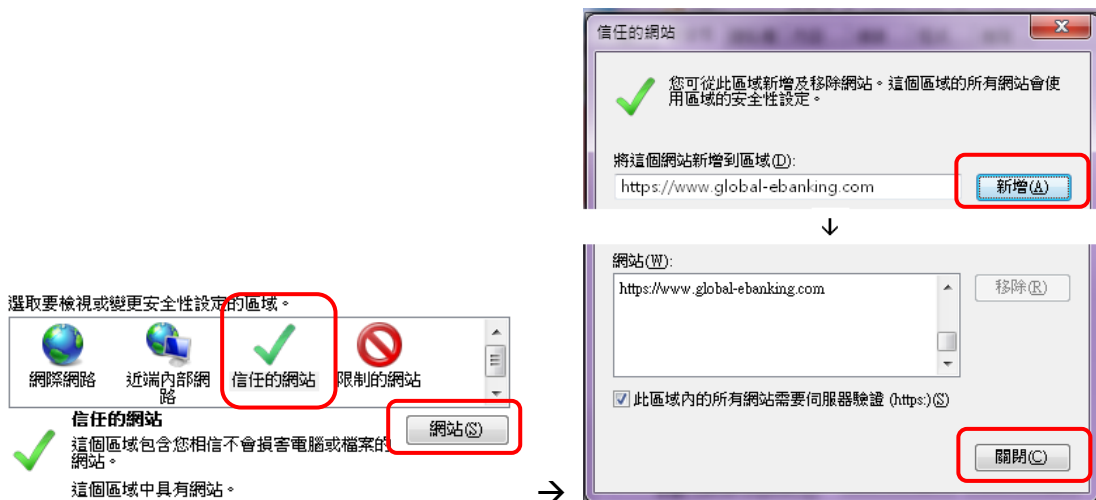 選取要檢視或變更安全性設定的區域。
網際網路
近端內部網
路
信任的網站
限制的網站
信任的網站
這個區域包含您相信不會損害電腦或檔案的
網站。
這個區域中具有網站。
網站(S)
→
信任的網站
您可從此區域新增及移除網站。這個區域的所有網站會使
用區域的安全性設定。
將這個網站新增到區域(D):
https://www.global-ebanking.com
新增(A)
↓
網站(W):
https://www.global-ebanking.com
移除(R)
此區域內的所有網站需要伺服器驗證 (https:)(S)
關閉(C)